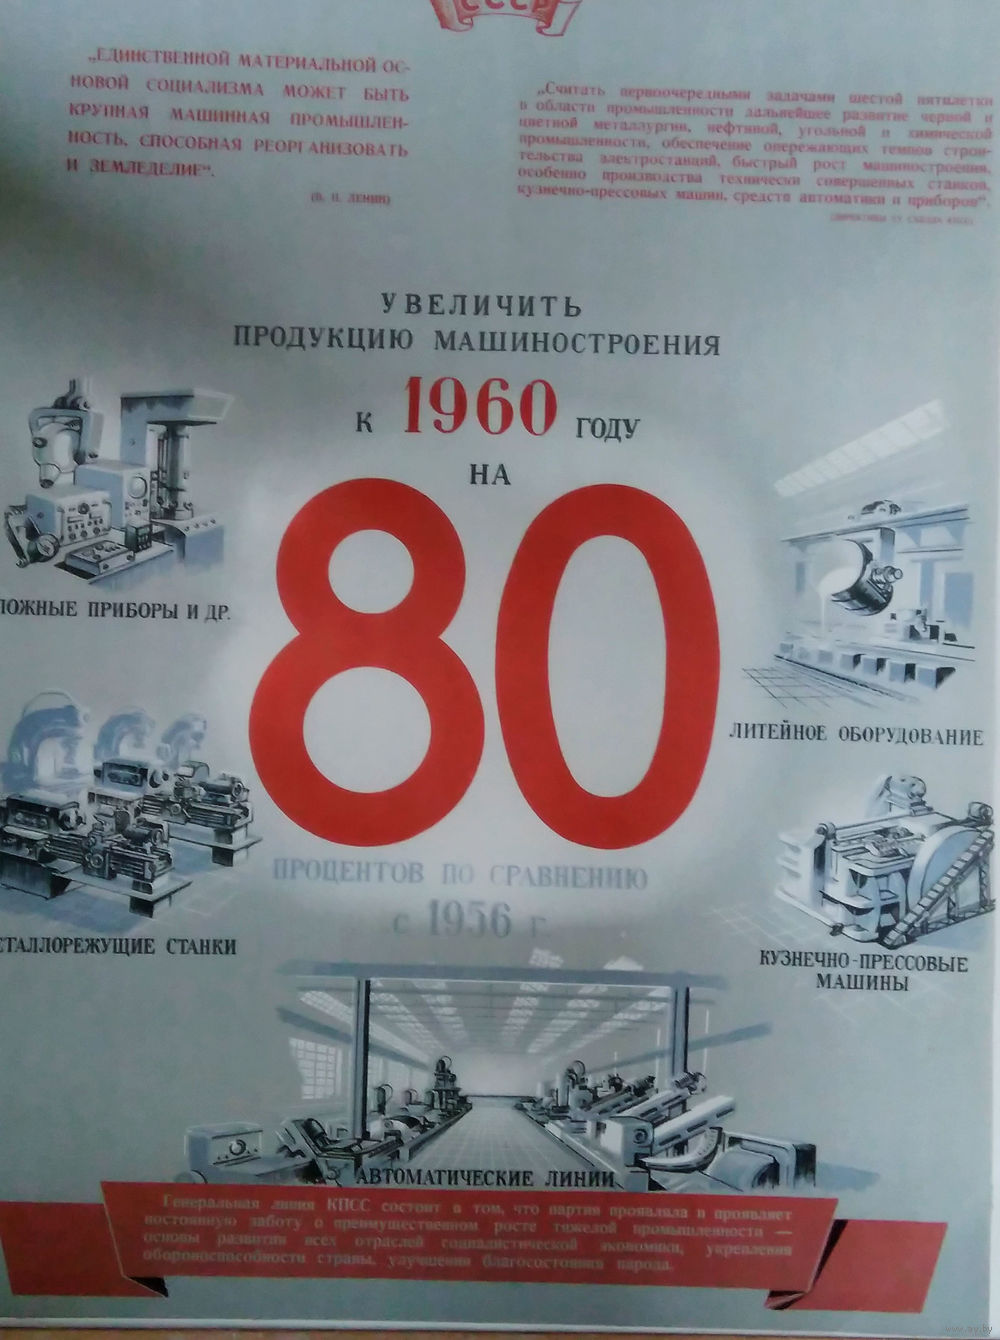 СССР
„ЕДИНСТВЕННОЙ МАТЕРИАЛЬНОЙ ОС-
НОВОЙ СОЦИАЛИЗМА МОЖЕТ БЫТЬ
КРУПНАЯ МАШИННАЯ ПРОМЫШЛЕН-
НОСТЬ, СПОСОБНАЯ РЕОРГАНИЗОВАТЬ
И ЗЕМЛЕДЕЛИЕ“.
(В. И. ЛЕНИН)
„Считать первоочередными задачами шестой пятилетки
в области промышленности дальнейшее развитие черной и
цветной металлургии, нефтяной, угольной и химической
промышленности, обеспечение опережающих темпов строи-
тельства электростанций, быстрый рост машиностроения,
особенно производства технически совершенных станков,
кузнечно-прессовых машин, средств автоматики и приборов“.
УВЕЛИЧИТЬ
ПРОДУКЦИЮ МАШИНОСТРОЕНИЯ
К 1960 ГОДУ
НА
80
ПРОЦЕНТОВ ПО СРАВНЕНИЮ
с 1956 г.
ЛОЖНЫЕ ПРИБОРЫ И ДР.
ЛИТЕЙНОЕ ОБОРУДОВАНИЕ
ЕТАЛЛОРЕЖУЩИЕ СТАНКИ
КУЗНЕЧНО-ПРЕССОВЫЕ
МАШИНЫ
АВТОМАТИЧЕСКИЕ ЛИНИИ
Генеральная линия КПСС состоит в том, что партия проявляла и проявляет
постоянную заботу о преимущественном росте тяжелой промышленности —
основы развития всех отраслей социалистической экономики, укрепления
обороноспособности страны, улучшения благосостояния народа.